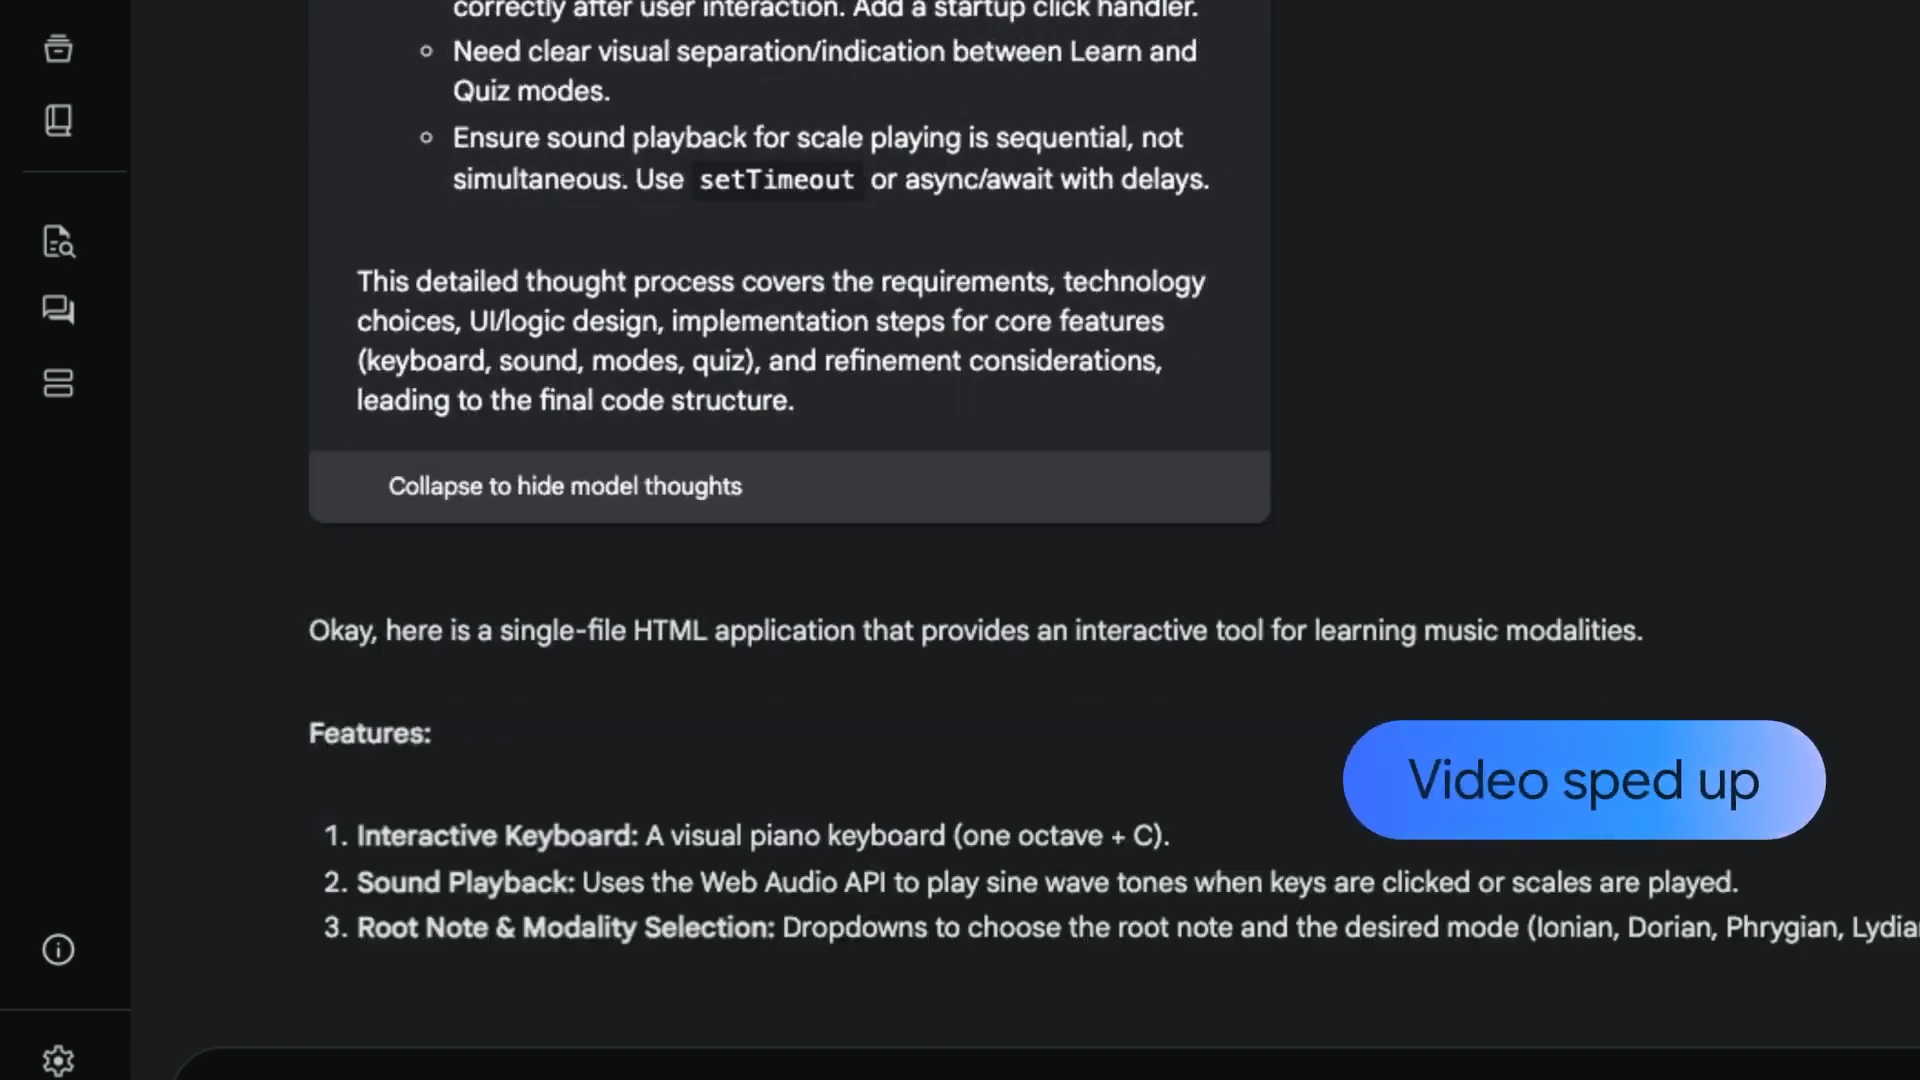 correctly after user interaction. Add a startup click handler.
Need clear visual separation/indication between Learn and
Quiz modes.
Ensure sound playback for scale playing is sequential, not
simultaneous. Use setTimeout or async/await with delays.
This detailed thought process covers the requirements, technology
choices, UI/logic design, implementation steps for core features
(keyboard, sound, modes, quiz), and refinement considerations,
leading to the final code structure.
Collapse to hide model thoughts
Okay, here is a single-file HTML application that provides an interactive tool for learning music modalities.
Features:
Video sped up
1. Interactive Keyboard: A visual piano keyboard (one octave + C).
2. Sound Playback: Uses the Web Audio API to play sine wave tones when keys are clicked or scales are played.
3. Root Note & Modality Selection: Dropdowns to choose the root note and the desired mode (Ionian, Dorian, Phrygian, Lydian